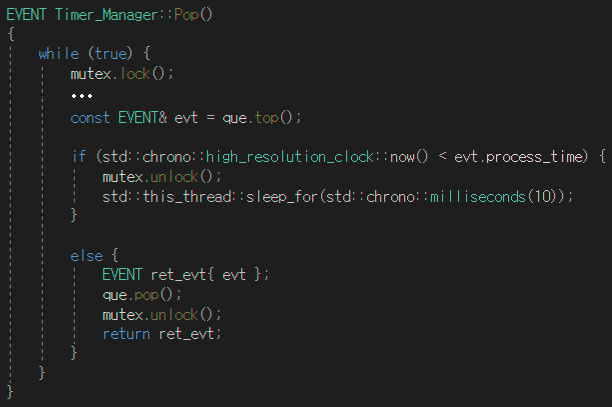 EVENT Timer_Manager::Pop()
{
    while (true) {
        mutex.lock();
        •••
        const EVENT& evt = que.top();

        if (std::chrono::high_resolution_clock::now() < evt.process_time) {
            mutex.unlock();
            std::this_thread::sleep_for(std::chrono::milliseconds(10));
        }

        else {
            EVENT ret_evt{ evt };
            que.pop();
            mutex.unlock();
            return ret_evt;
        }
    }
}